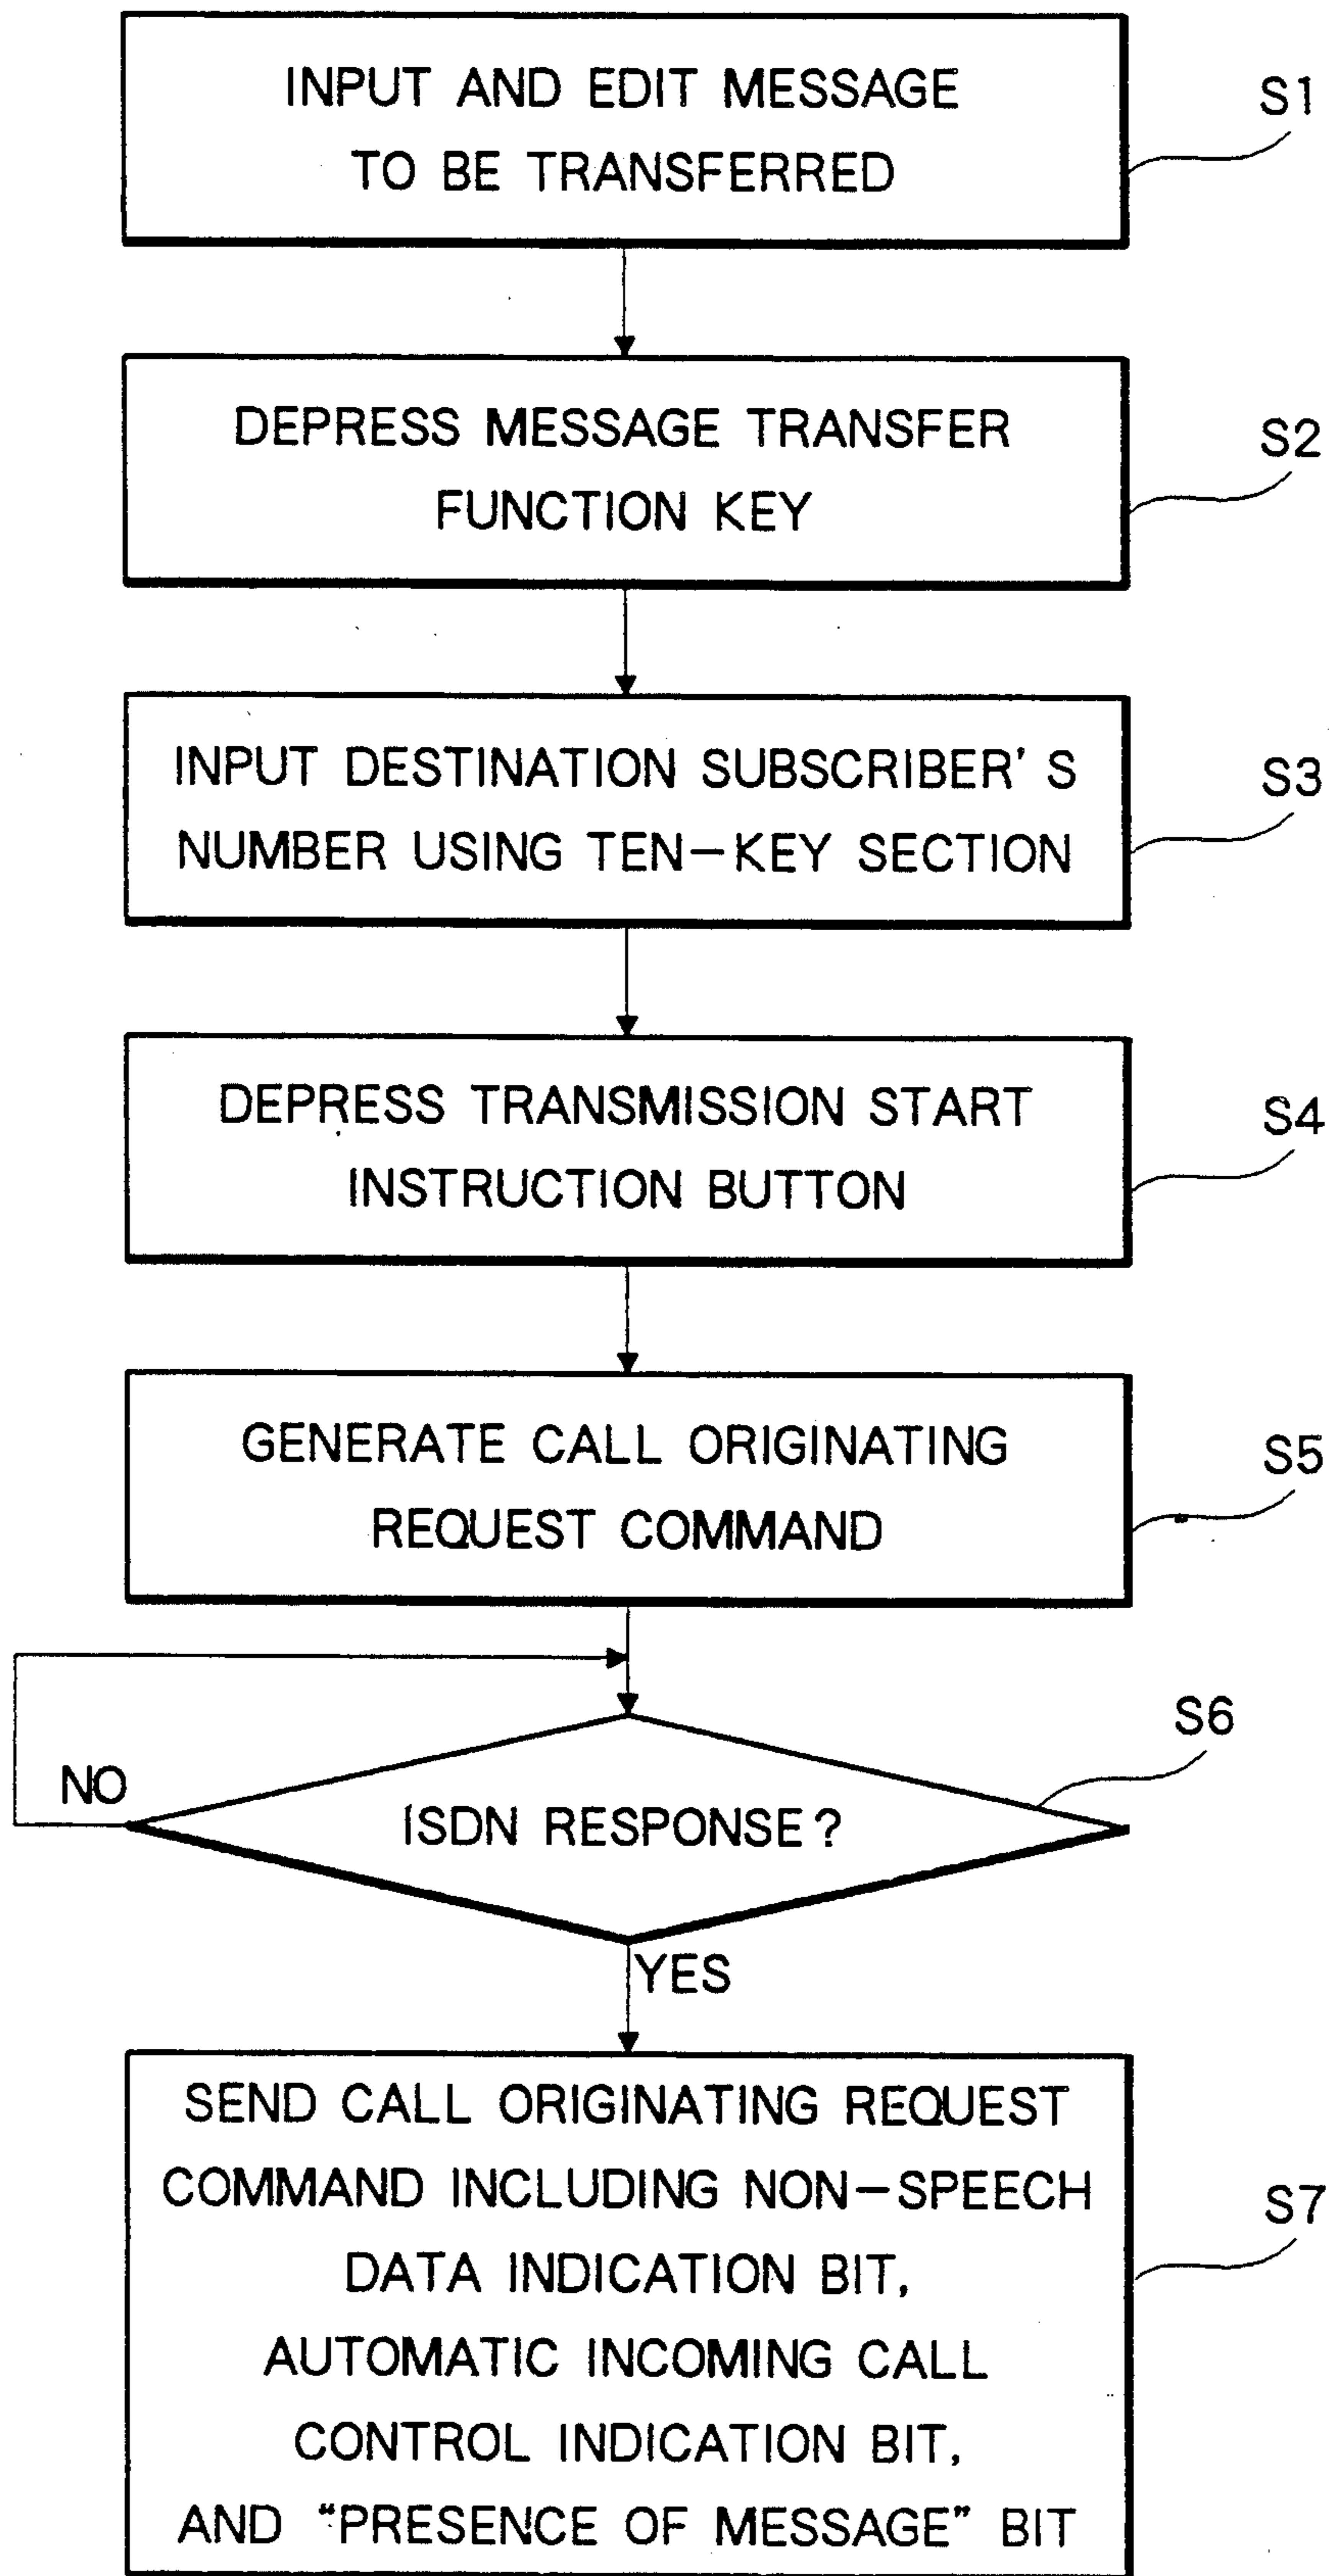 INPUT AND EDIT MESSAGE
TO BE TRANSFERRED
S1
DEPRESS MESSAGE TRANSFER
FUNCTION KEY
S2
INPUT DESTINATION SUBSCRIBER'S
NUMBER USING TEN-KEY SECTION
S3
DEPRESS TRANSMISSION START
INSTRUCTION BUTTON
S4
GENERATE CALL ORIGINATING
REQUEST COMMAND
S5
S6
NO
ISDN RESPONSE?
YES
SEND CALL ORIGINATING REQUEST
COMMAND INCLUDING NON-SPEECH
DATA INDICATION BIT,
AUTOMATIC INCOMING CALL
CONTROL INDICATION BIT,
AND "PRESENCE OF MESSAGE" BIT
S7